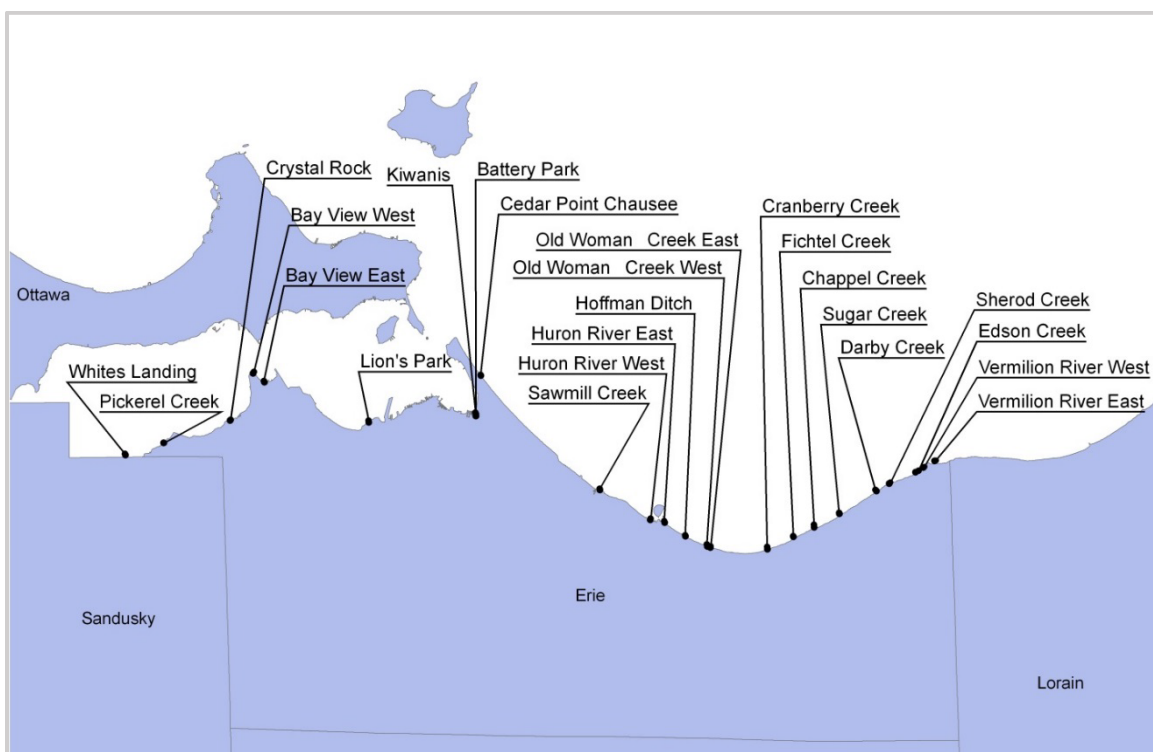 Crystal Rock
Battery Park
Kiwanis
Cedar Point Chausee
Cranberry Creek
Bay View West
Old Woman Creek East
Fichtel Creek
Old Woman Creek West
Bay View East
Chappel Creek
Ottawa
Hoffman Ditch
Sherod Creek
Sugar Creek
Huron River East
Edson Creek
Darby Creek
Lion's Park
Huron River West
Vermilion River West
Whites Landing
Sawmill Creek
Pickerel Creek
Vermilion River East
Erie
Sandusky
Lorain